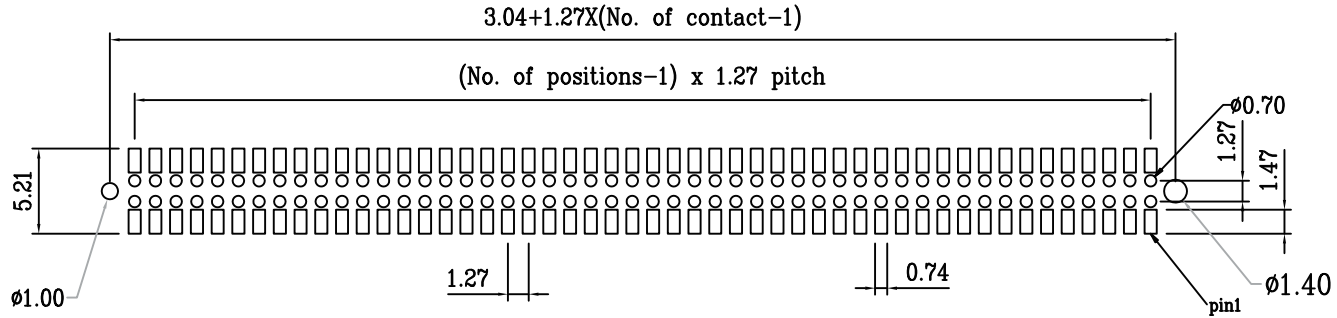 3.04+1.27X(No. of contact-1)
(No. of positions-1) x 1.27 pitch
ø0.70
1.27
1.47
5.21
1.27
0.74
ø1.00
ø1.40
pin1